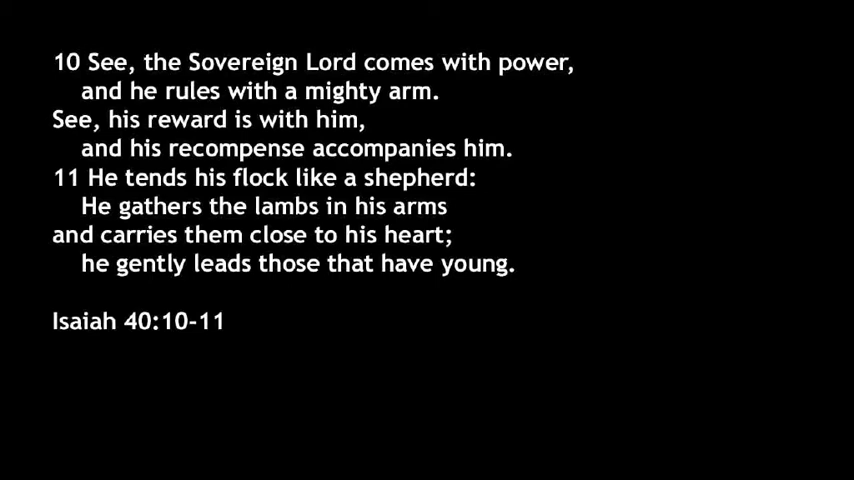 10 See, the Sovereign Lord comes with power,
and he rules with a mighty arm.
See, his reward is with him,
and his recompense accompanies him.
11 He tends his flock like a shepherd:
He gathers the lambs in his arms
and carries them close to his heart;
he gently leads those that have young.
Isaiah 40:10-11